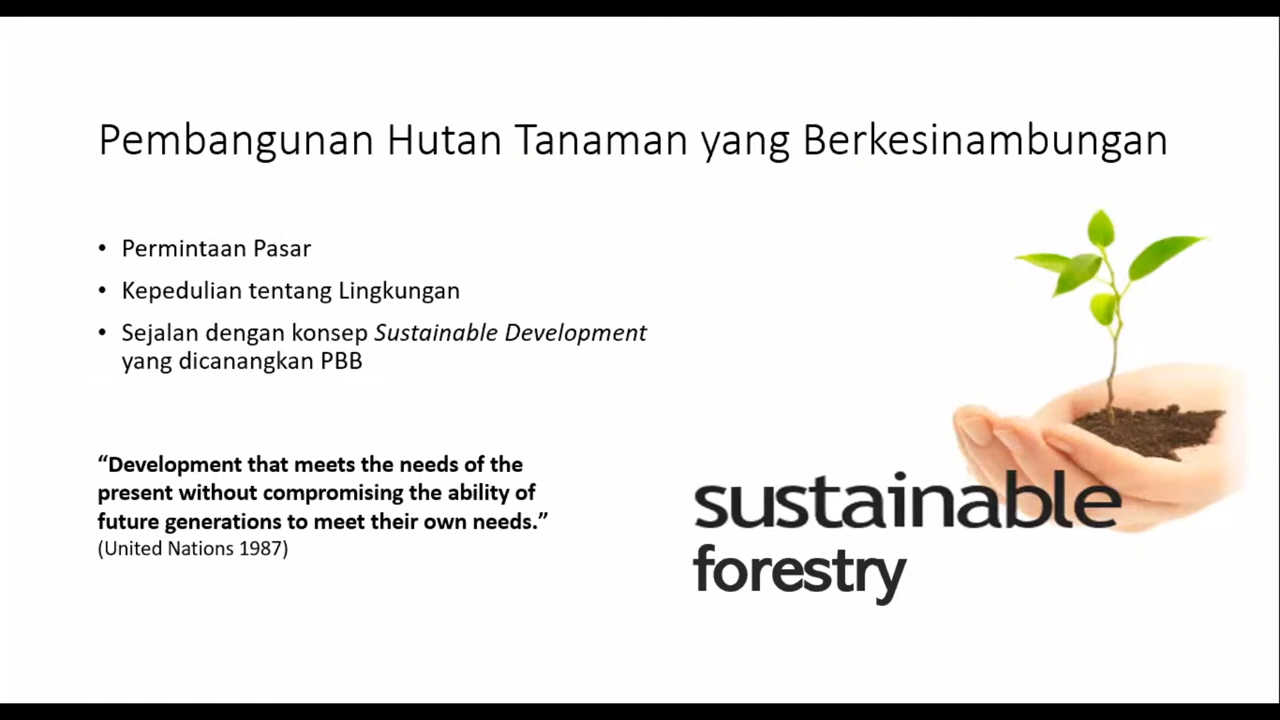 Pembangunan Hutan Tanaman yang Berkesinambungan
• Permintaan Pasar
• Kepedulian tentang Lingkungan
• Sejalan dengan konsep Sustainable Development
yang dicanangkan PBB
“Development that meets the needs of the
present without compromising the ability of
future generations to meet their own needs.”
(United Nations 1987)
sustainable
forestry